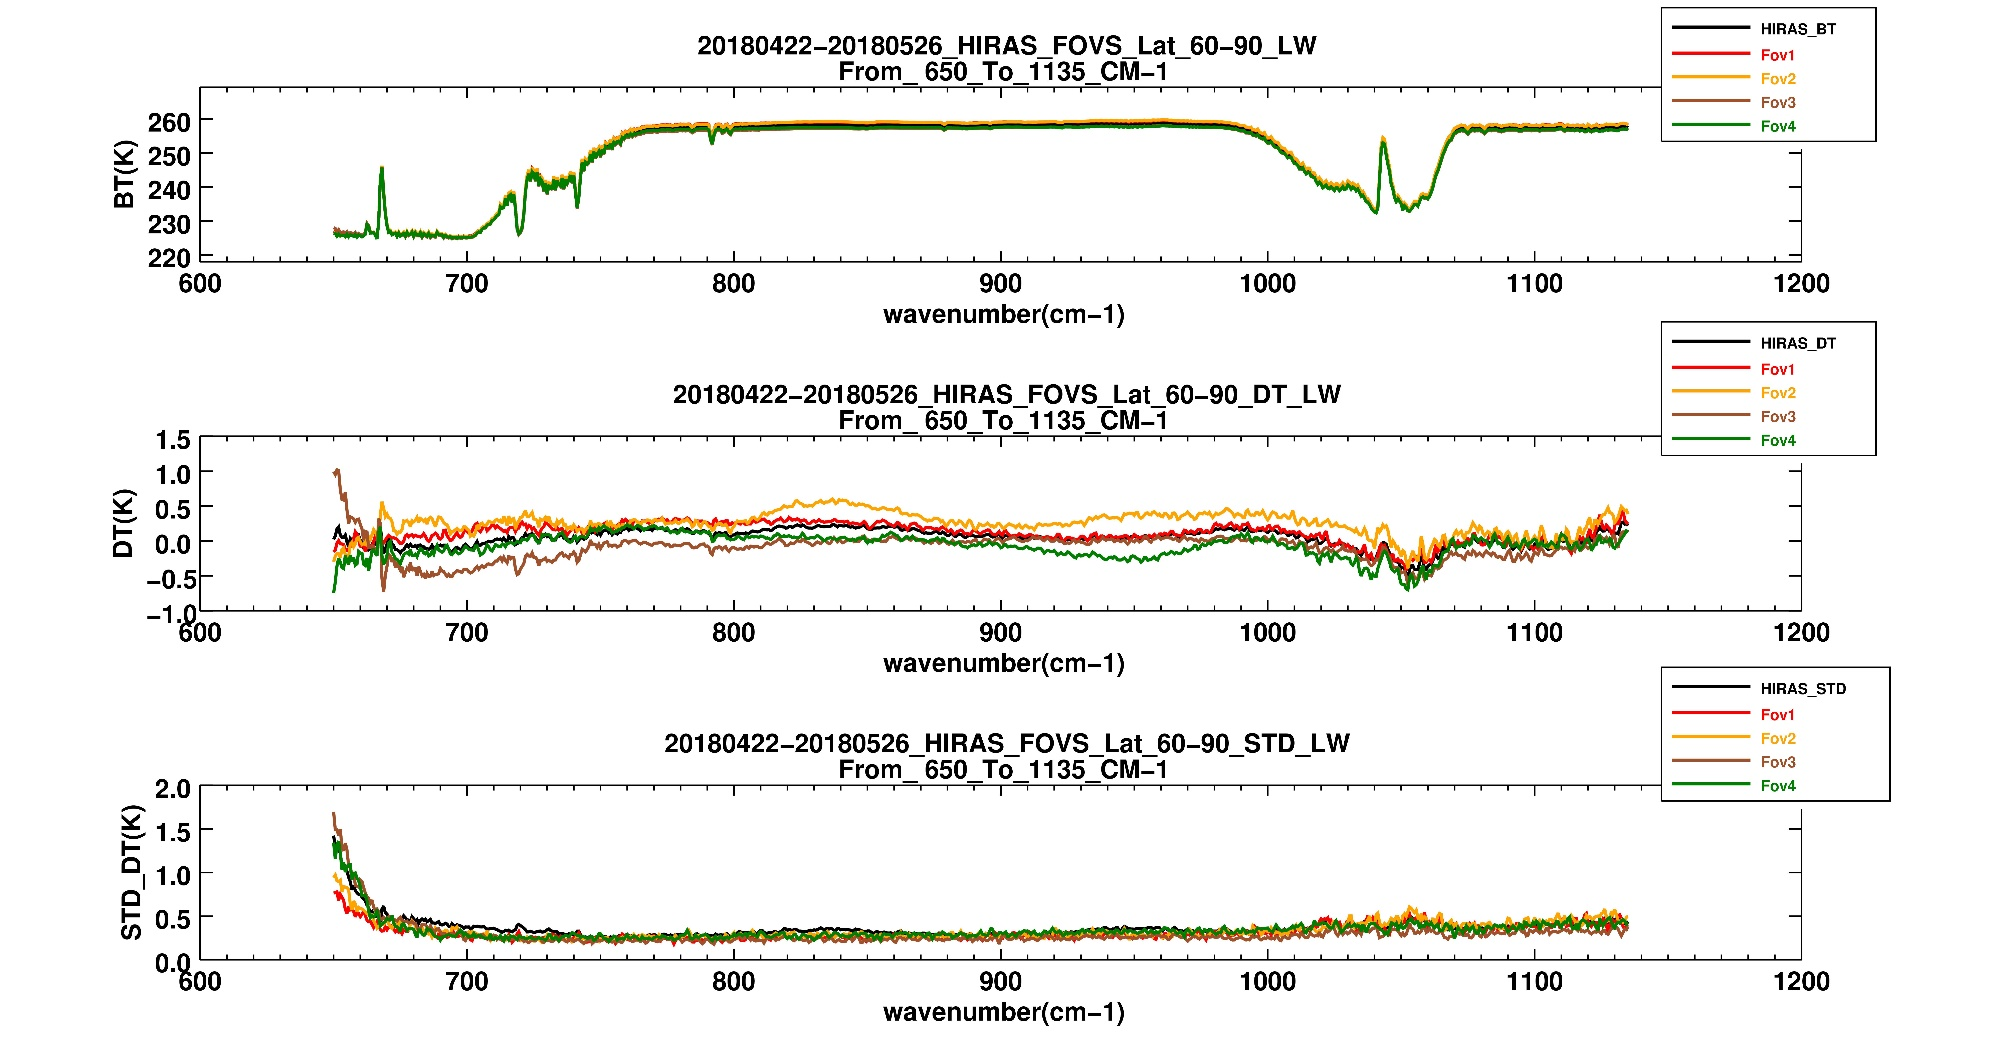 20180422−20180526_HIRAS_FOVS_Lat_60−90_LW
From_ 650_To_1135_CM−1
HIRAS_BT
Fov1
Fov2
Fov3
Fov4
BT(K)
260
250
240
230
220
600 700 800 900 1000 1100 1200
wavenumber(cm−1)
20180422−20180526_HIRAS_FOVS_Lat_60−90_DT_LW
From_ 650_To_1135_CM−1
HIRAS_DT
Fov1
Fov2
Fov3
Fov4
DT(K)
1.5
1.0
0.5
0.0
−0.5
−1.0
600 700 800 900 1000 1100 1200
wavenumber(cm−1)
20180422−20180526_HIRAS_FOVS_Lat_60−90_STD_LW
From_ 650_To_1135_CM−1
HIRAS_STD
Fov1
Fov2
Fov3
Fov4
STD_DT(K)
2.0
1.5
1.0
0.5
0.0
600 700 800 900 1000 1100 1200
wavenumber(cm−1)